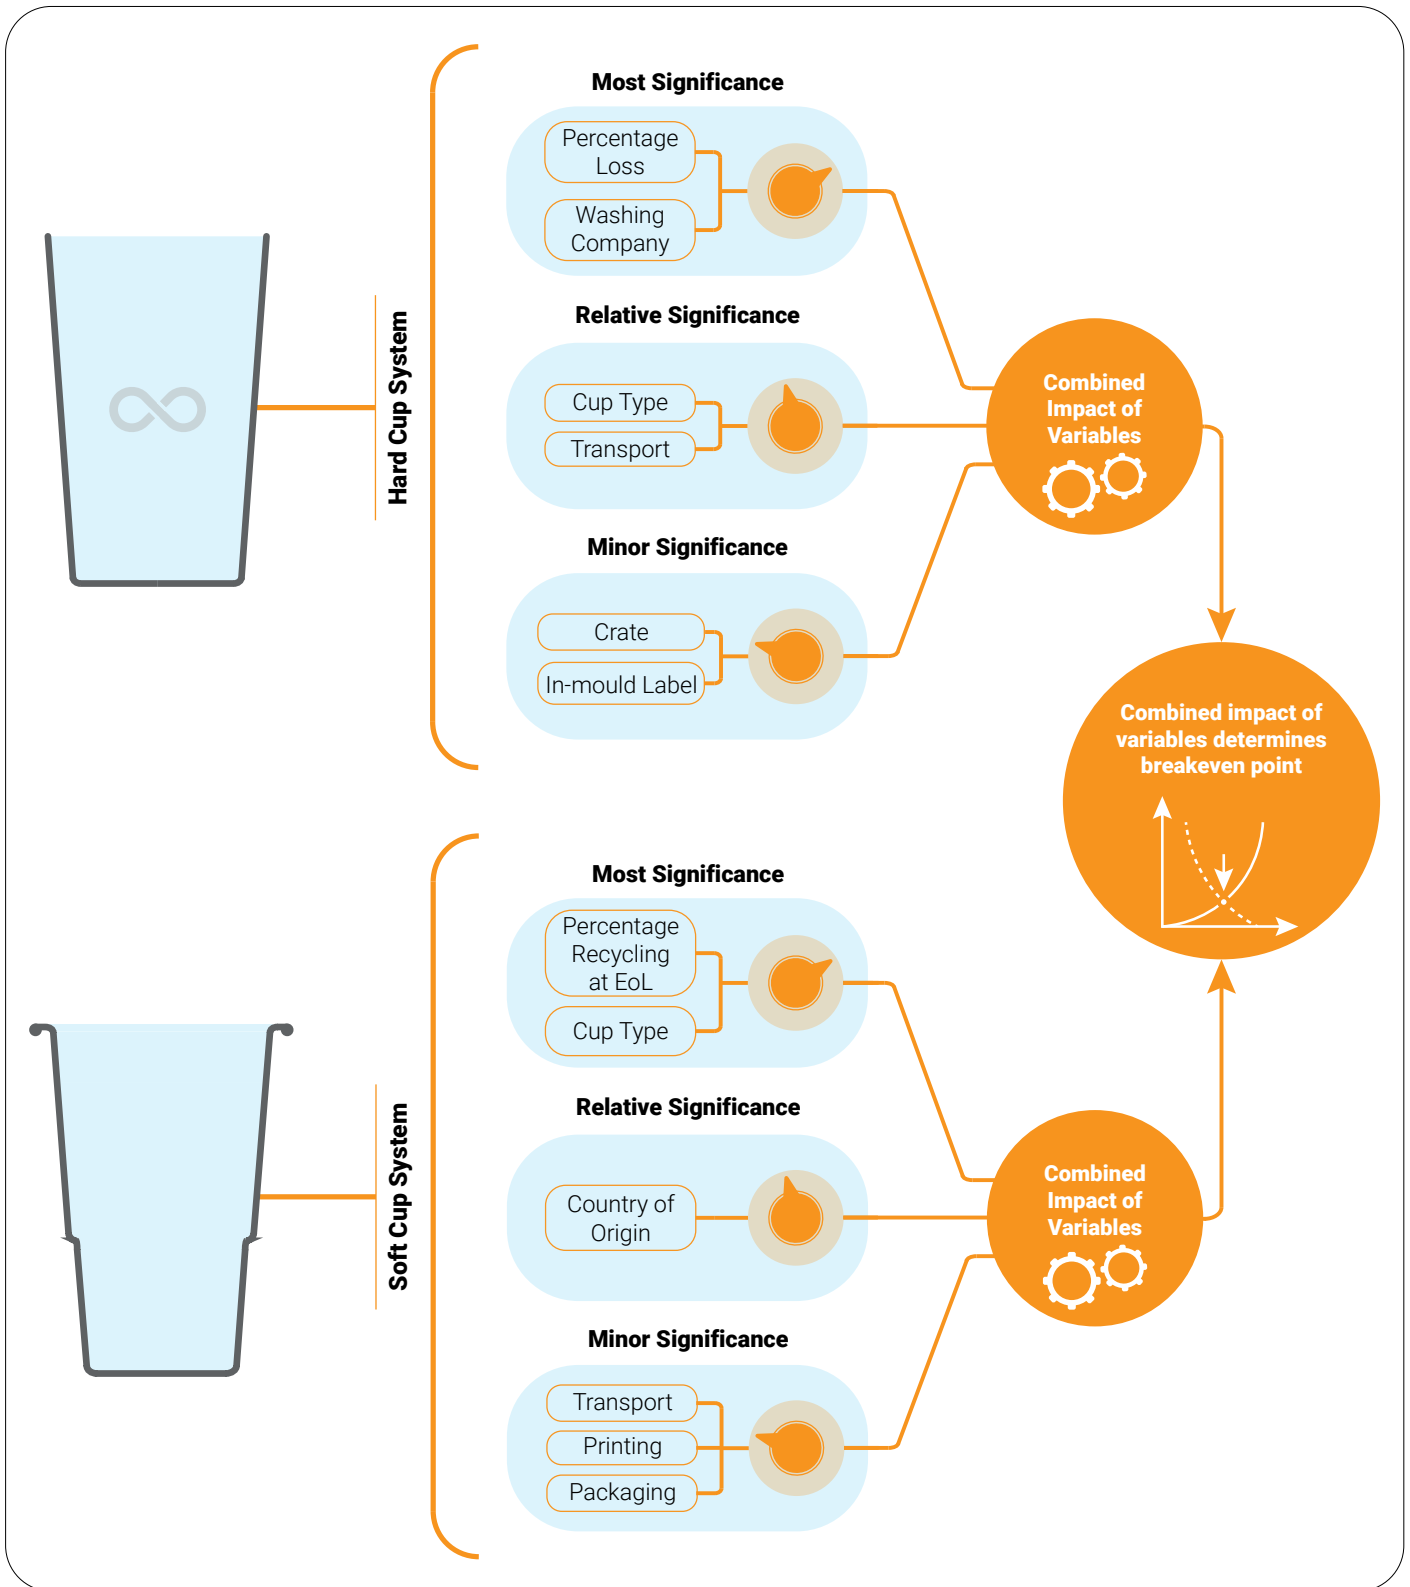 Most Significance
Percentage
Loss
Washing
Company
Relative Significance
Cup Type
Transport
Minor Significance
Crate
In-mould Label
Hard Cup System
Combined
Impact of
Variables
Combined impact of
variables determines
breakeven point
Most Significance
Percentage
Recycling
at EoL
Cup Type
Relative Significance
Country of
Origin
Minor Significance
Transport
Printing
Packaging
Soft Cup System
Combined
Impact of
Variables